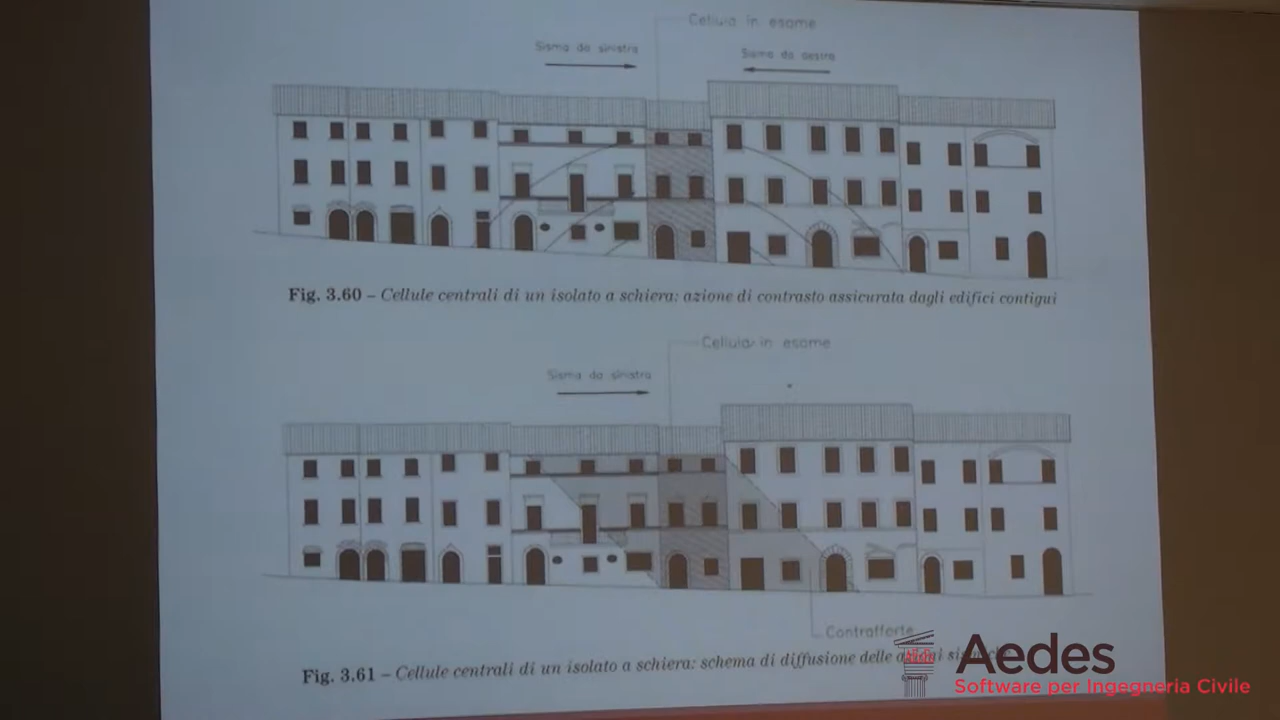 Cellula in esame
Sisma da sinistra
Sisma da destra
Fig. 3.60 – Cellule centrali di un isolato a schiera: azione di contrasto assicurata dagli edifici contigui
Cellula in esame
Sisma da sinistra
Contrafforte
Fig. 3.61 – Cellule centrali di un isolato a schiera: schema di diffusione delle
Aedes
Software per Ingegneria Civile